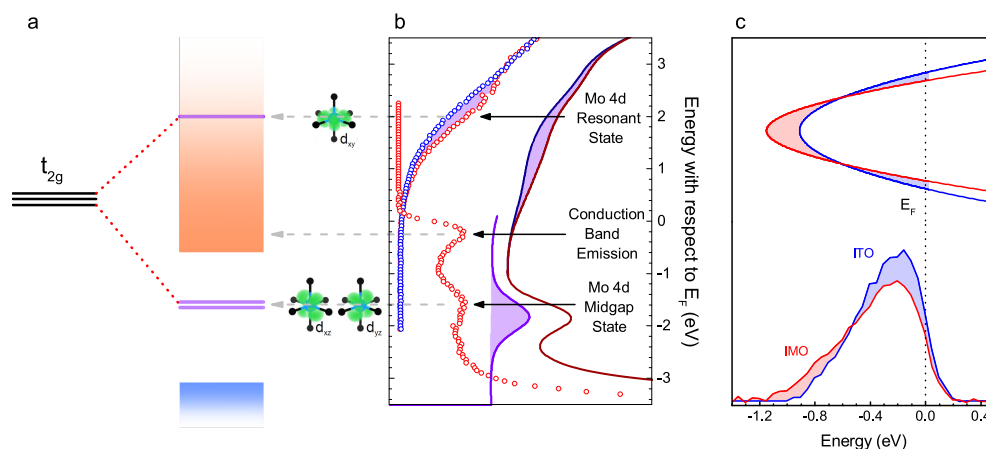 a
b
c
t2g
dxy
dxz
dyz
Mo 4d
Resonant
State
Conduction
Band
Emission
Mo 4d
Midgap
State
3
2
1
0
-1
-2
-3
Energy with respect to EF (eV)
EF
ITO
IMO
-1.2
-0.8
-0.4
0.0
0.4
Energy (eV)